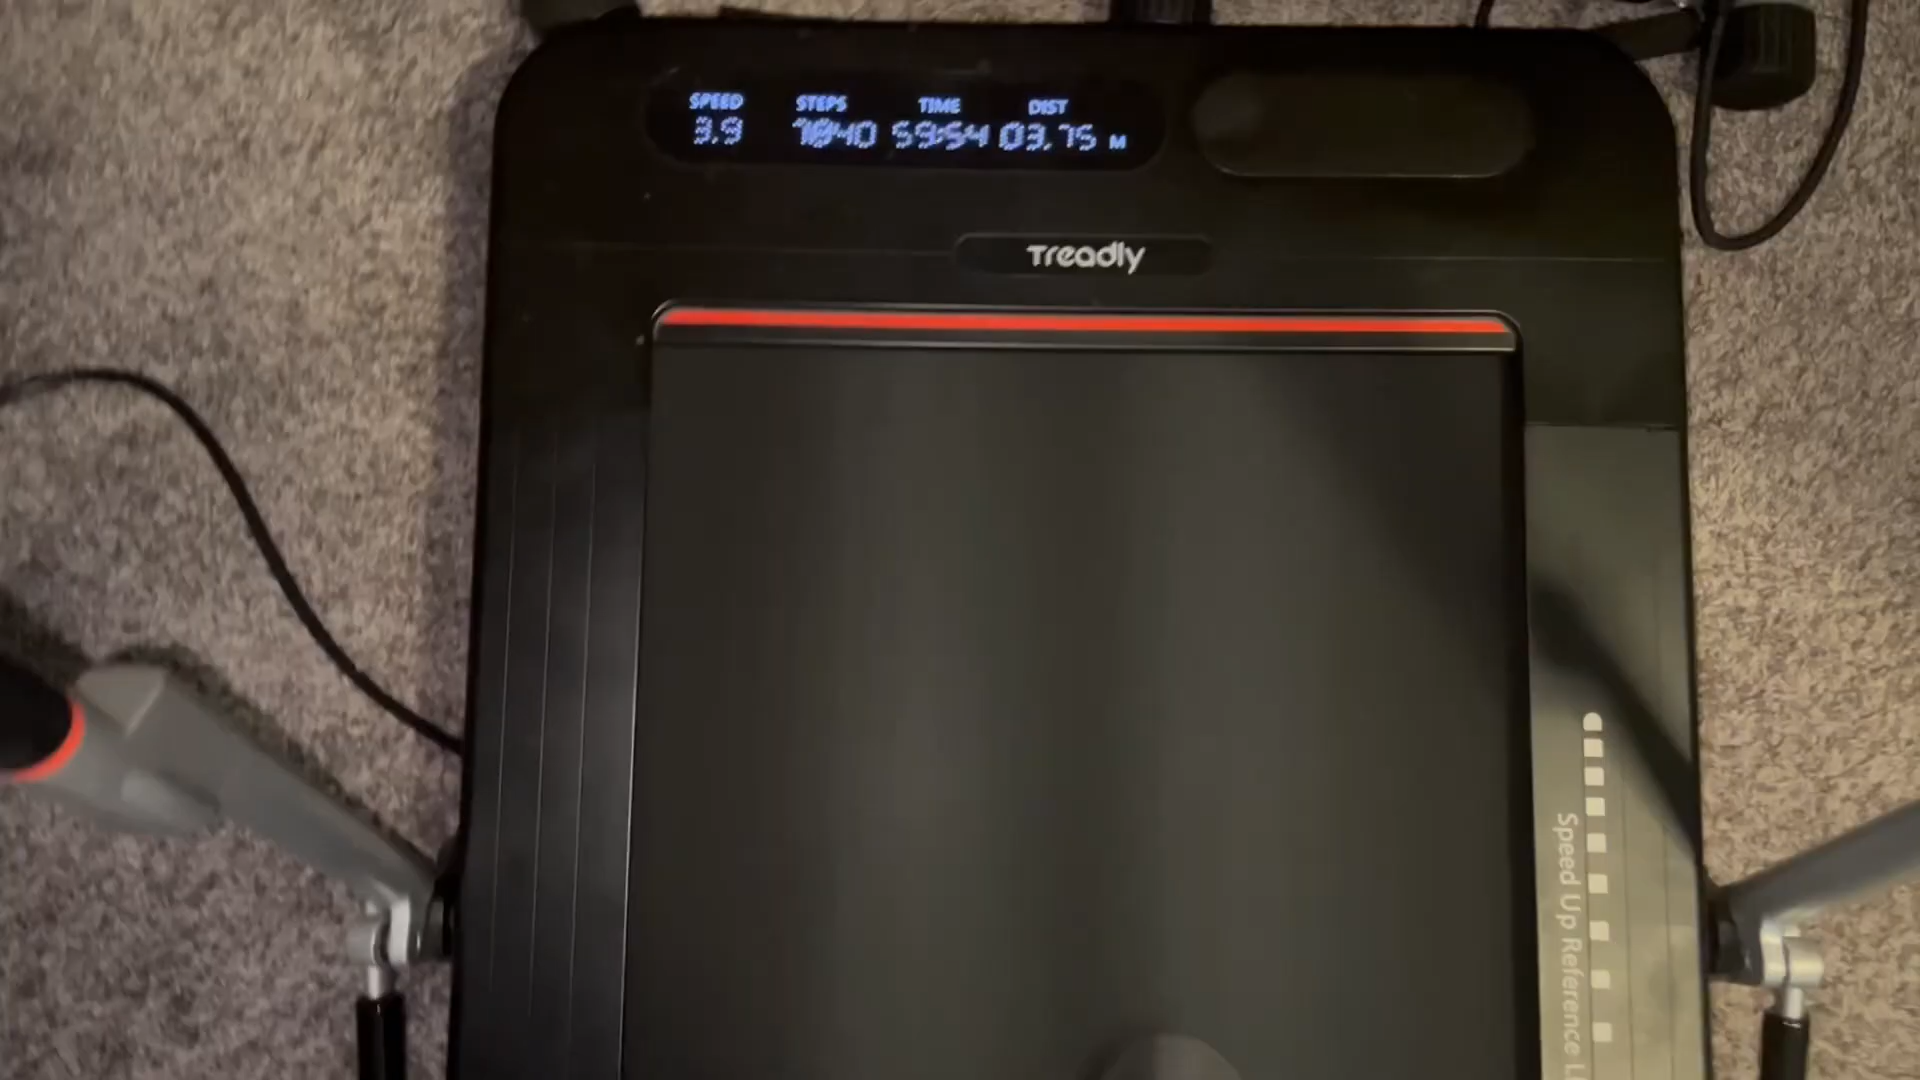 SPEED STEPS TIME DIST
3.9 59:54 03.75 M
Treadly
Speed Up Reference